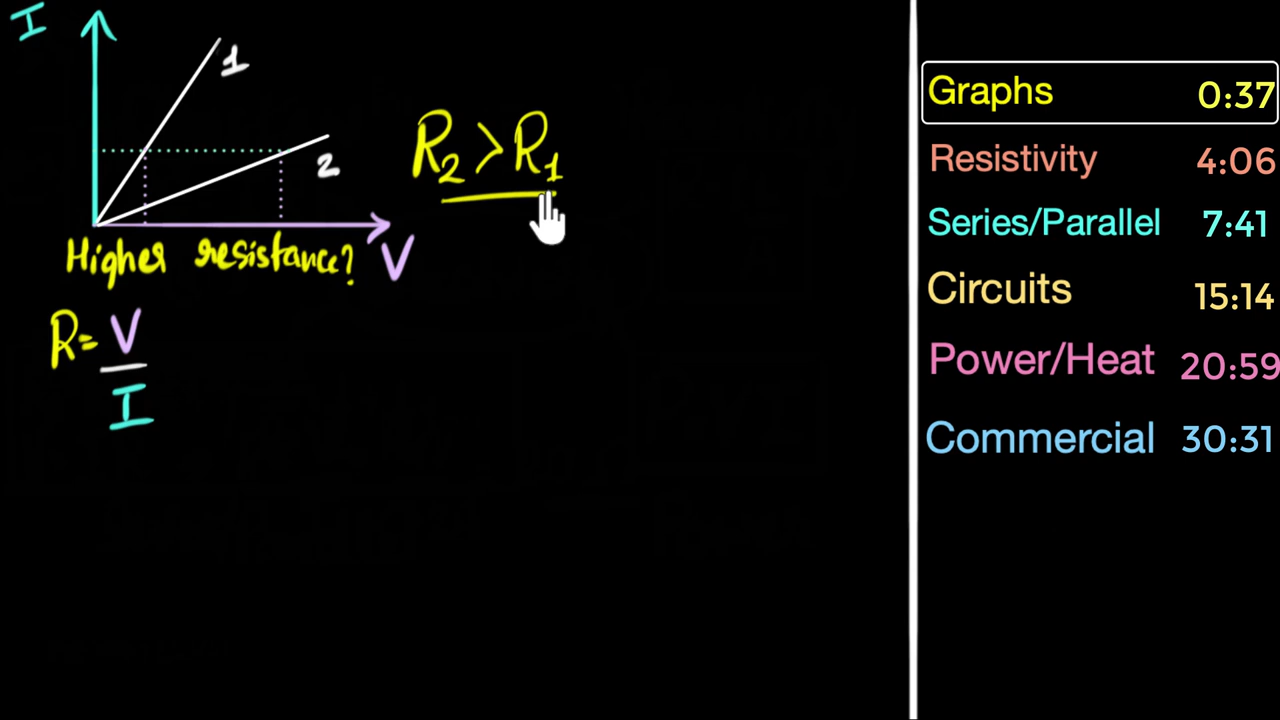 I
1
2
R₂ > R₁
V
Higher resistance?
R = V
I
Graphs 0:37
Resistivity 4:06
Series/Parallel 7:41
Circuits 15:14
Power/Heat 20:59
Commercial 30:31